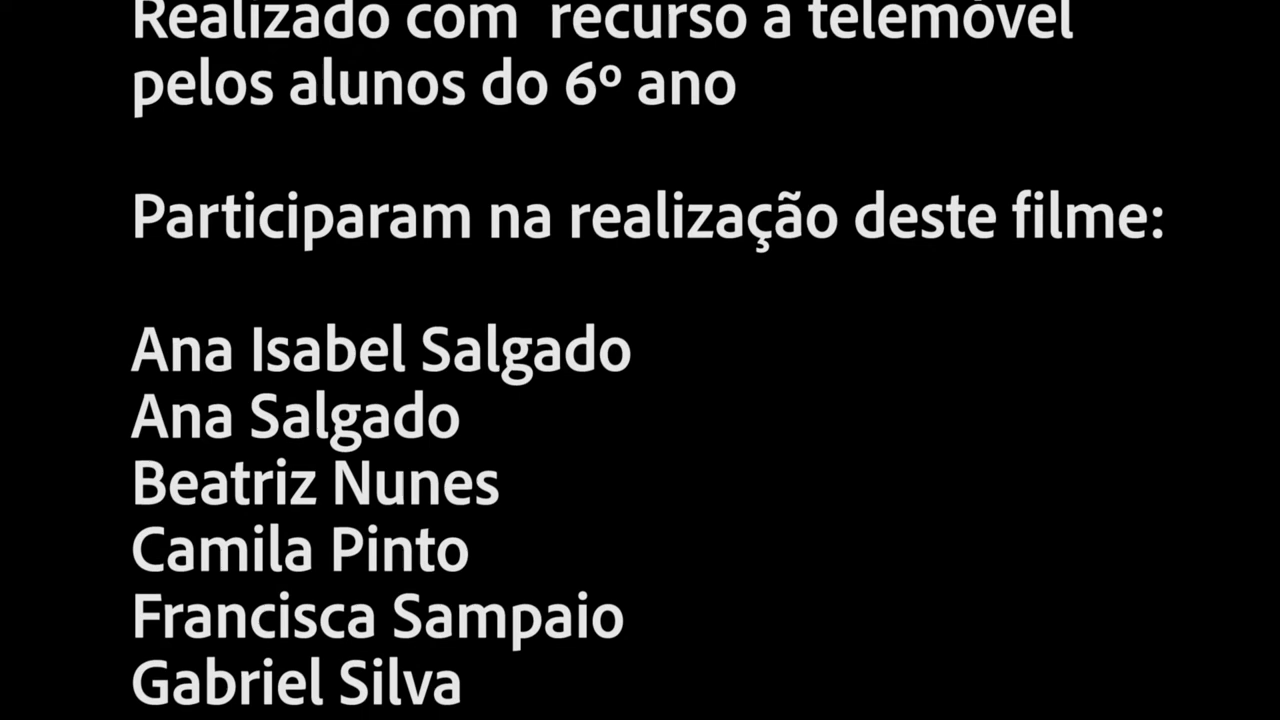 Realizado com  recurso a telemóvel
pelos alunos do 6º ano
Participaram na realização deste filme:
Ana Isabel Salgado
Ana Salgado
Beatriz Nunes
Camila Pinto
Francisca Sampaio
Gabriel Silva